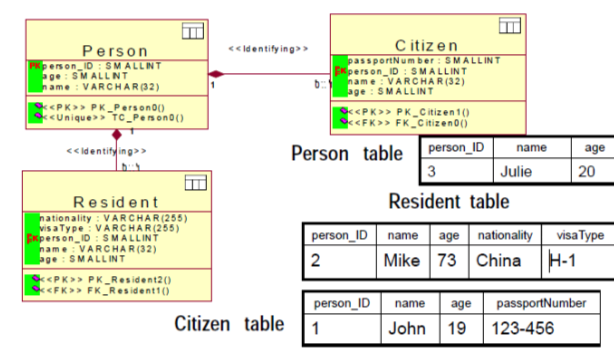 Person
PK person_ID : SMALLINT
age : SMALLINT
name : VARCHAR(32)
<<PK>> PK_Person0()
<<Unique>> TC_Person0()
<<Identifying>>
1
0..1
Citizen
passportNumber : SMALLINT
person_ID : SMALLINT
name : VARCHAR(32)
age : SMALLINT
<<PK>> PK_Citizen1()
<<FK>> FK_Citizen0()
1
<<Identifying>>
0..1
Resident
nationality : VARCHAR(255)
visaType : VARCHAR(255)
person_ID : SMALLINT
name : VARCHAR(32)
age : SMALLINT
<<PK>> PK_Resident2()
<<FK>> FK_Resident1()
Person table
person_ID name age
3 Julie 20
Resident table
person_ID name age nationality visaType
2 Mike 73 China H-1
Citizen table
person_ID name age passportNumber
1 John 19 123-456